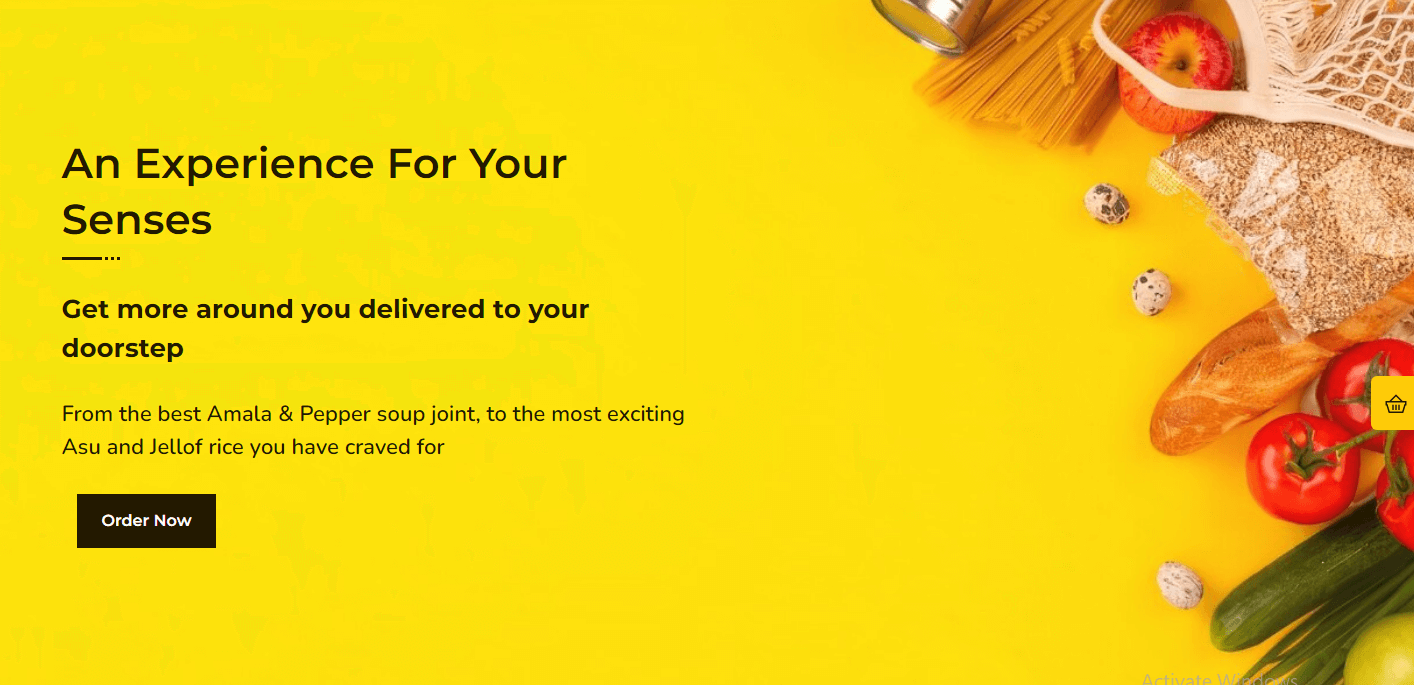 An Experience For Your
Senses
Get more around you delivered to your
doorstep
From the best Amala & Pepper soup joint, to the most exciting
Asu and Jellof rice you have craved for
Order Now
Activate Windows